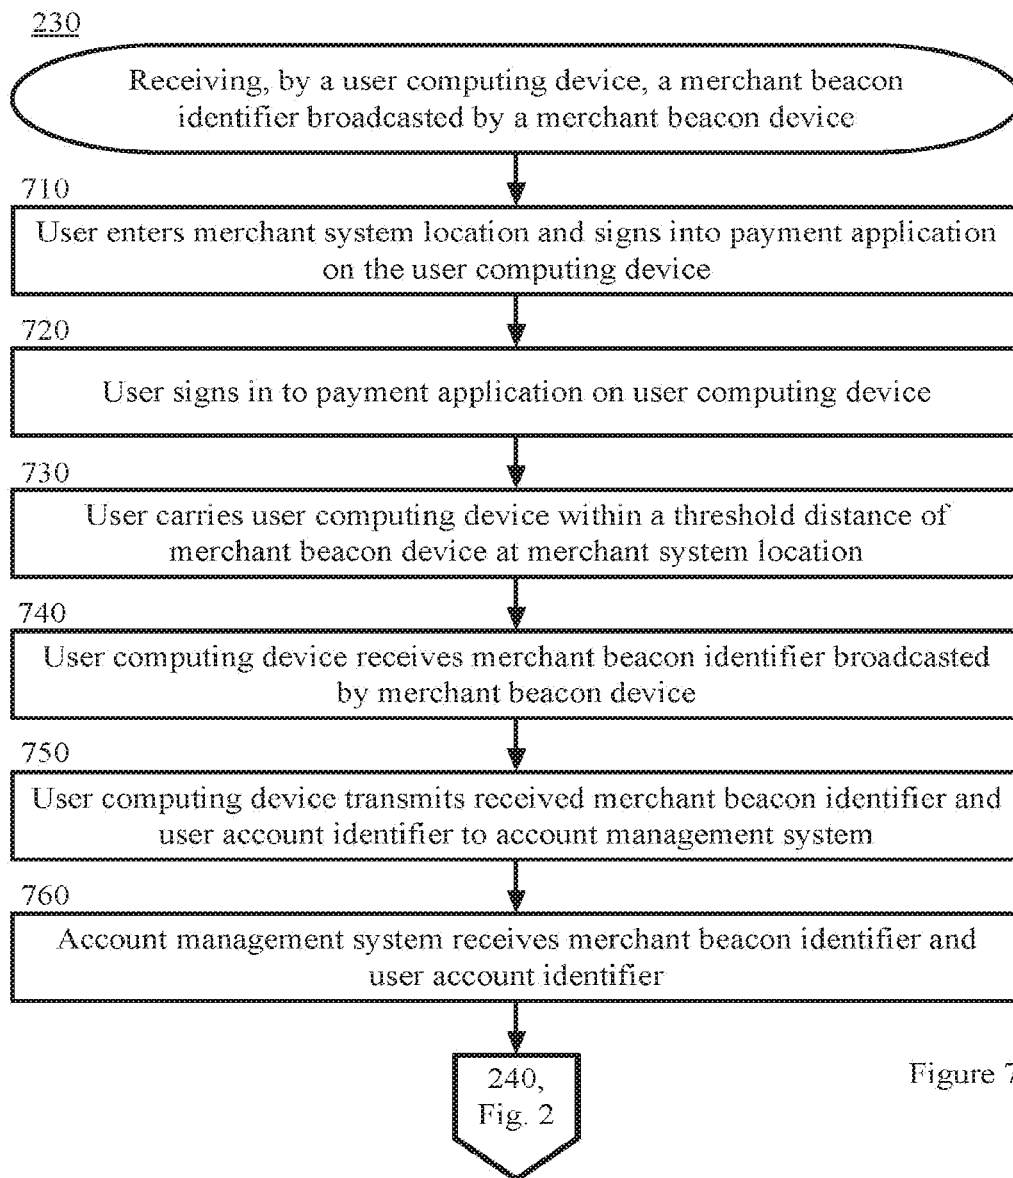 230
Receiving, by a user computing device, a merchant beacon
identifier broadcasted by a merchant beacon device
710
User enters merchant system location and signs into payment application
on the user computing device
720
User signs in to payment application on user computing device
730
User carries user computing device within a threshold distance of
merchant beacon device at merchant system location
740
User computing device receives merchant beacon identifier broadcasted
by merchant beacon device
750
User computing device transmits received merchant beacon identifier and
user account identifier to account management system
760
Account management system receives merchant beacon identifier and
user account identifier
240,
Fig. 2
Figure 7